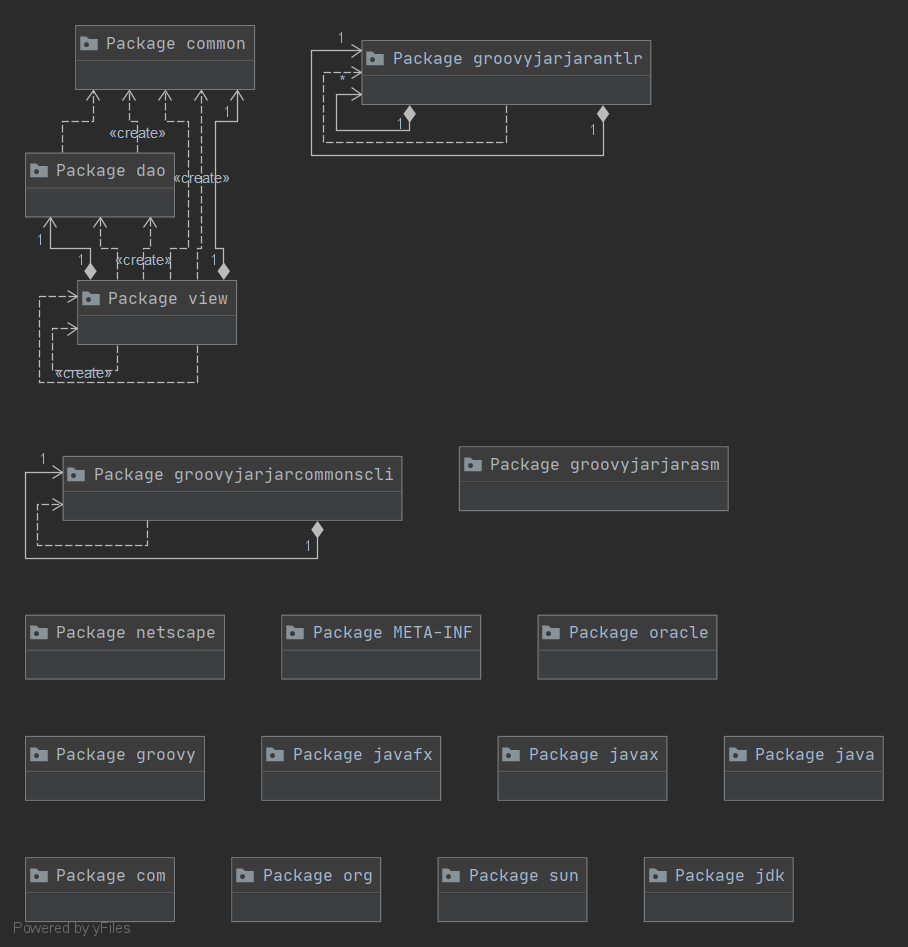 Package common
1
Package groovyjarjarantlr
*
1
1
1
«create»
Package dao
«create»
1
1
«create»
1
Package view
«create»
1
Package groovyjarjarcommonscli
1
Package groovyjarjarasm
Package netscape
Package META-INF
Package oracle
Package groovy
Package javafx
Package javax
Package java
Package com
Package org
Package sun
Package jdk
Powered by yFiles